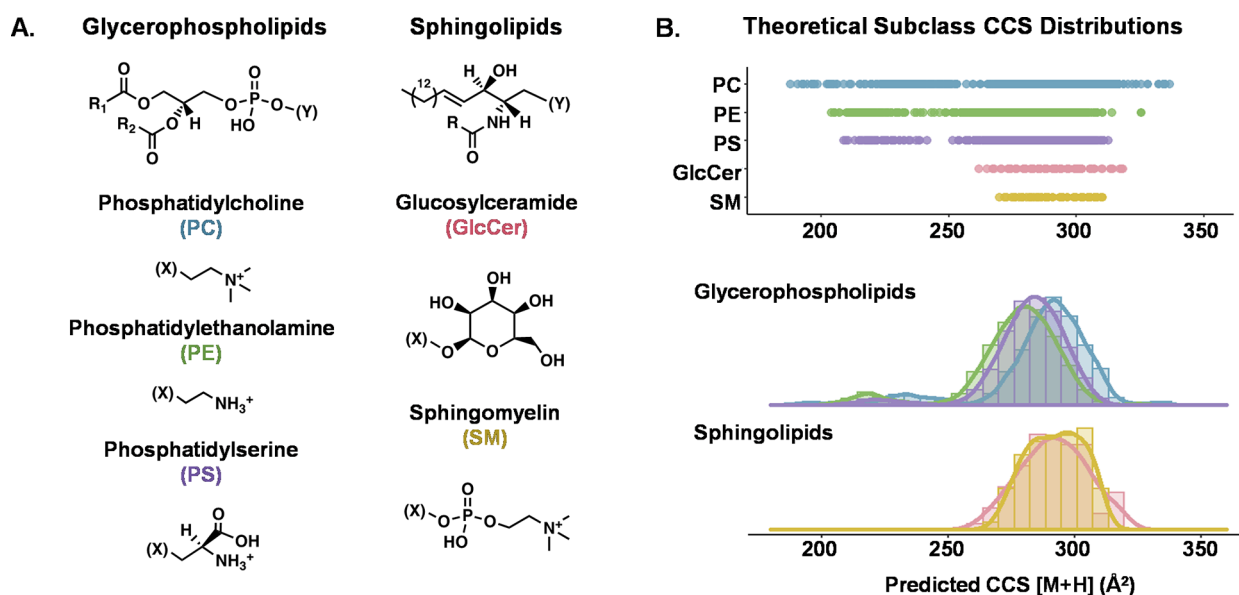 A.
Glycerophospholipids
Sphingolipids
O
R₁
O
O
P
O
(Y)
R₂
O
H
HO
O
12
H
OH
(Y)
NH
H
R
O
Phosphatidylcholine
(PC)
(X)
N⁺
Phosphatidylethanolamine
(PE)
(X)
NH₃⁺
Phosphatidylserine
(PS)
H
O
OH
(X)
NH₃⁺
Glucosylceramide
(GlcCer)
OH
HO
OH
(X)
O
O
OH
Sphingomyelin
(SM)
O
(X)
O
P
O
HO
N⁺
B.
Theoretical Subclass CCS Distributions
PC
PE
PS
GlcCer
SM
200
250
300
350
Glycerophospholipids
Sphingolipids
200
250
300
350
Predicted CCS [M+H] (Å²)